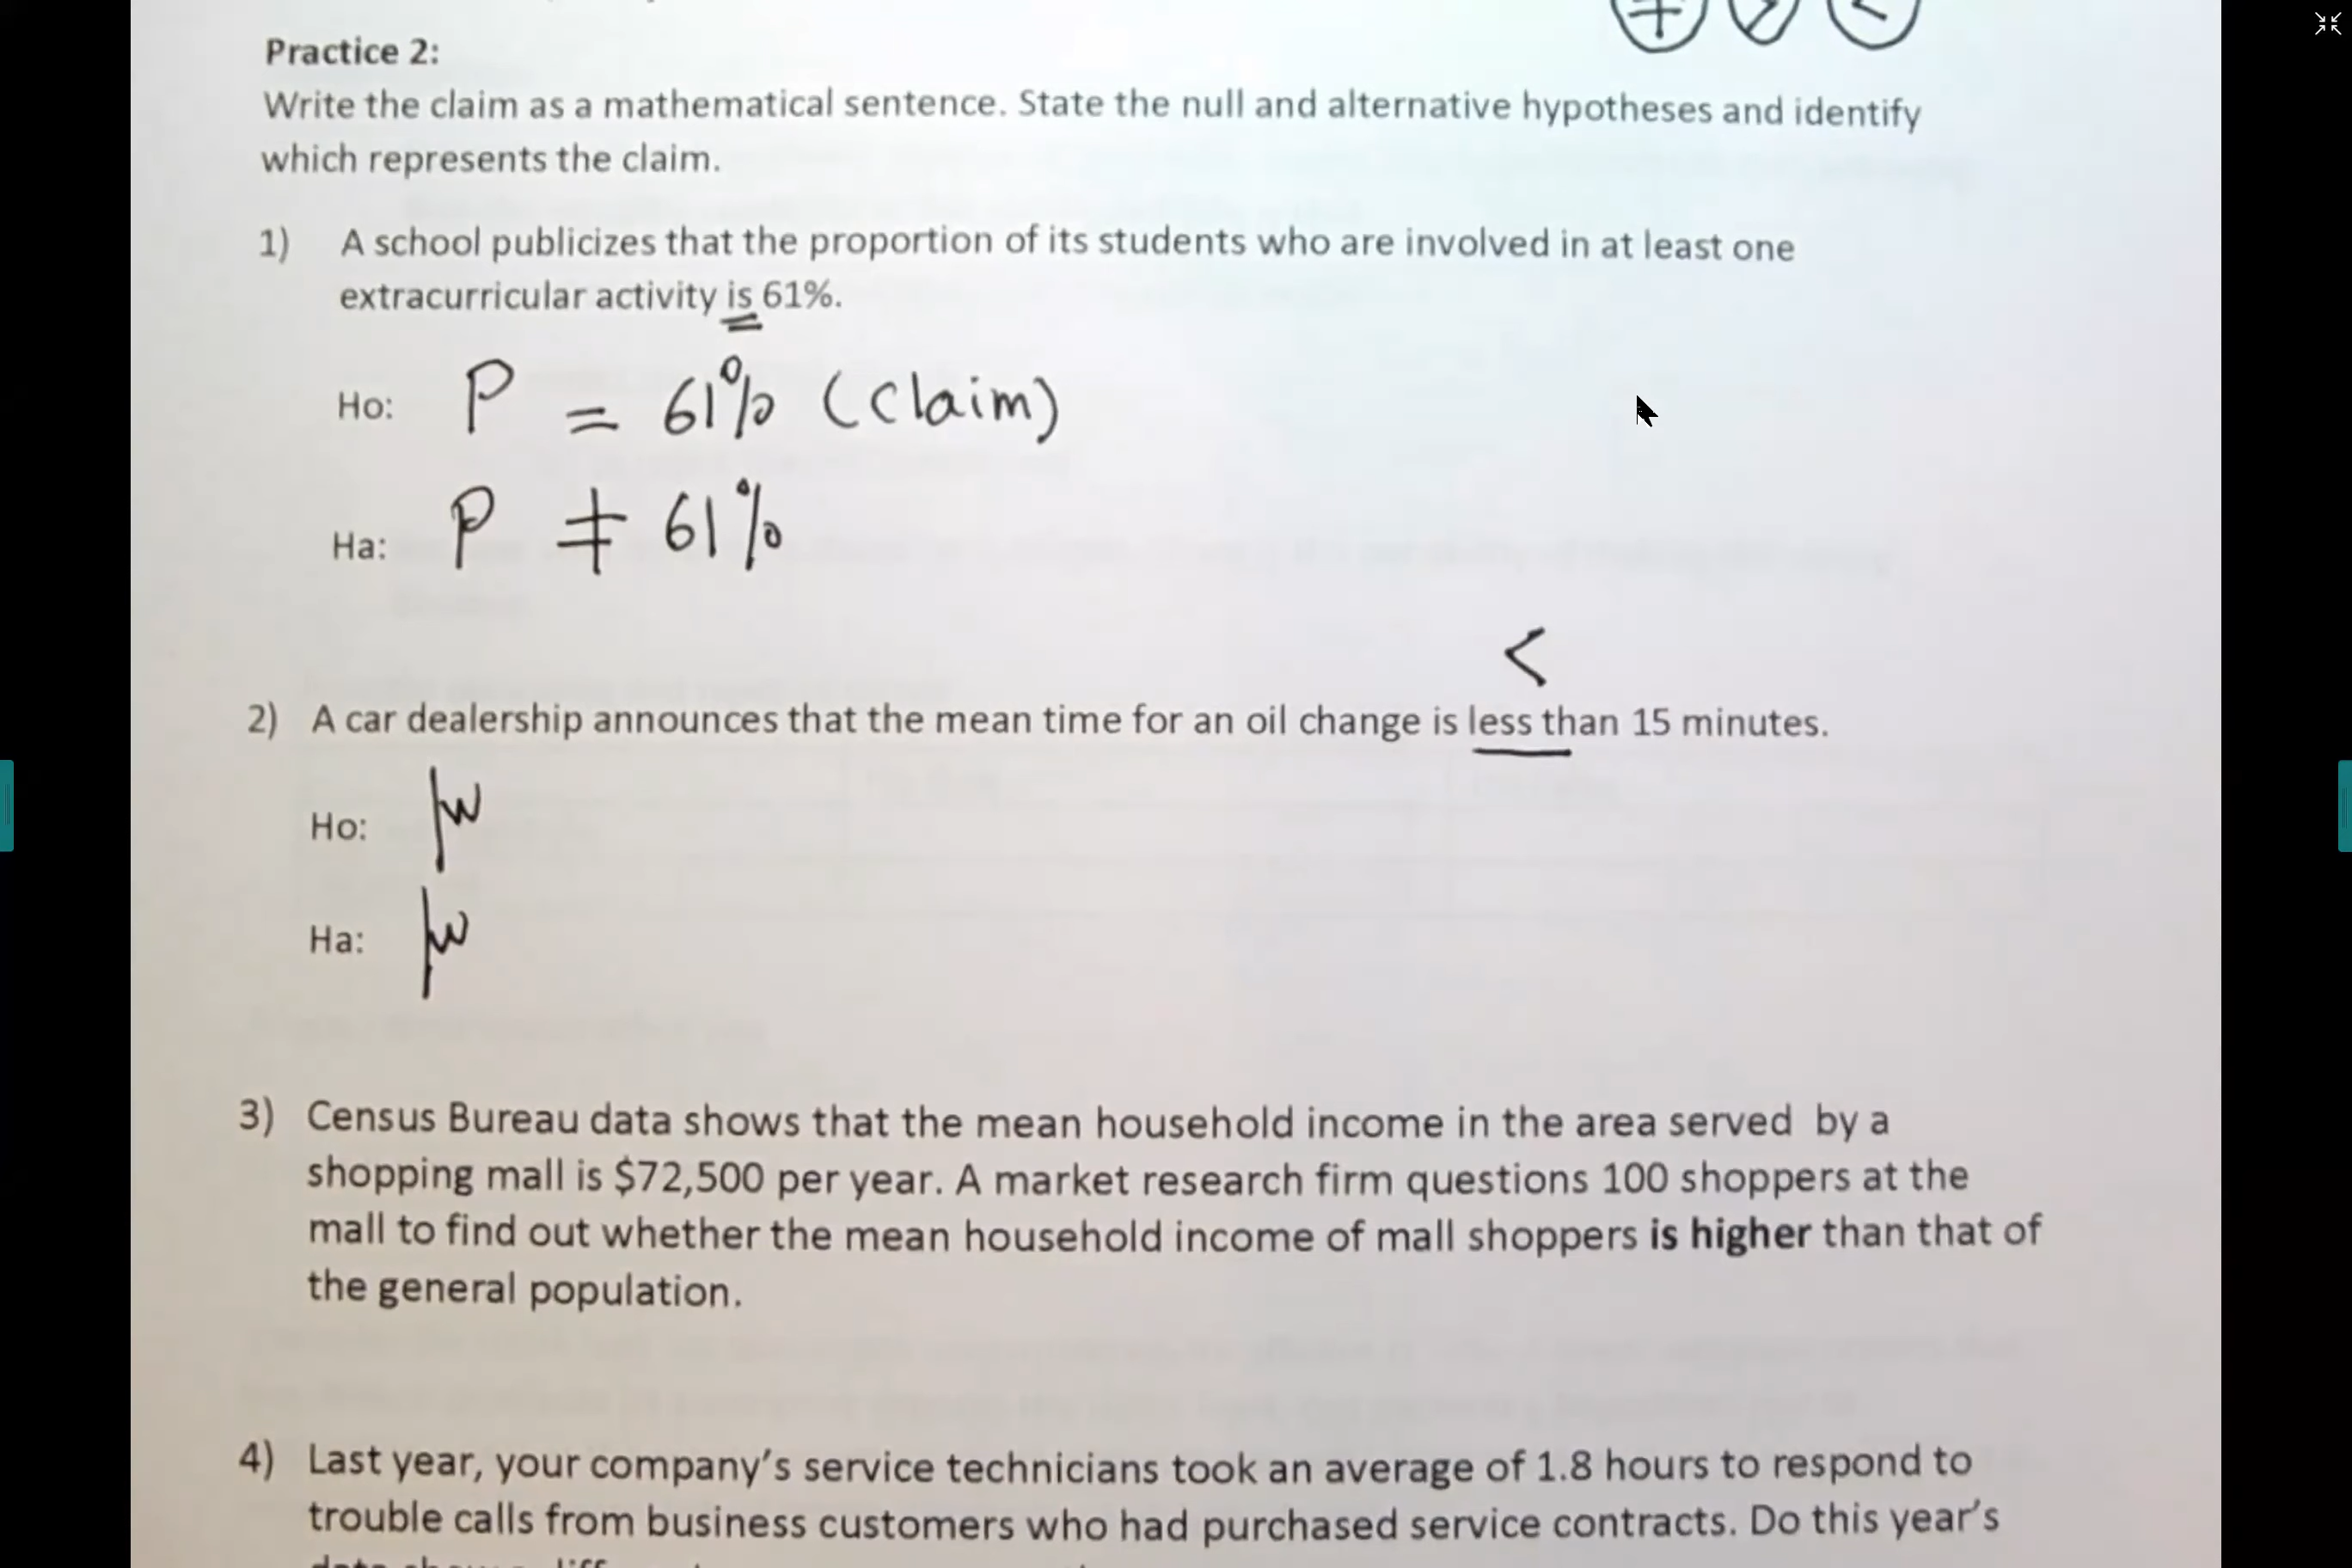 ≠ > <
Practice 2:
Write the claim as a mathematical sentence. State the null and alternative hypotheses and identify
which represents the claim.
1) A school publicizes that the proportion of its students who are involved in at least one
extracurricular activity is 61%.
=
Ho: P = 61% (claim)
Ha: P ≠ 61%
<
2) A car dealership announces that the mean time for an oil change is less than 15 minutes.
Ho: μ
Ha: μ
3) Census Bureau data shows that the mean household income in the area served by a
shopping mall is $72,500 per year. A market research firm questions 100 shoppers at the
mall to find out whether the mean household income of mall shoppers is higher than that of
the general population.
4) Last year, your company's service technicians took an average of 1.8 hours to respond to
trouble calls from business customers who had purchased service contracts. Do this year's